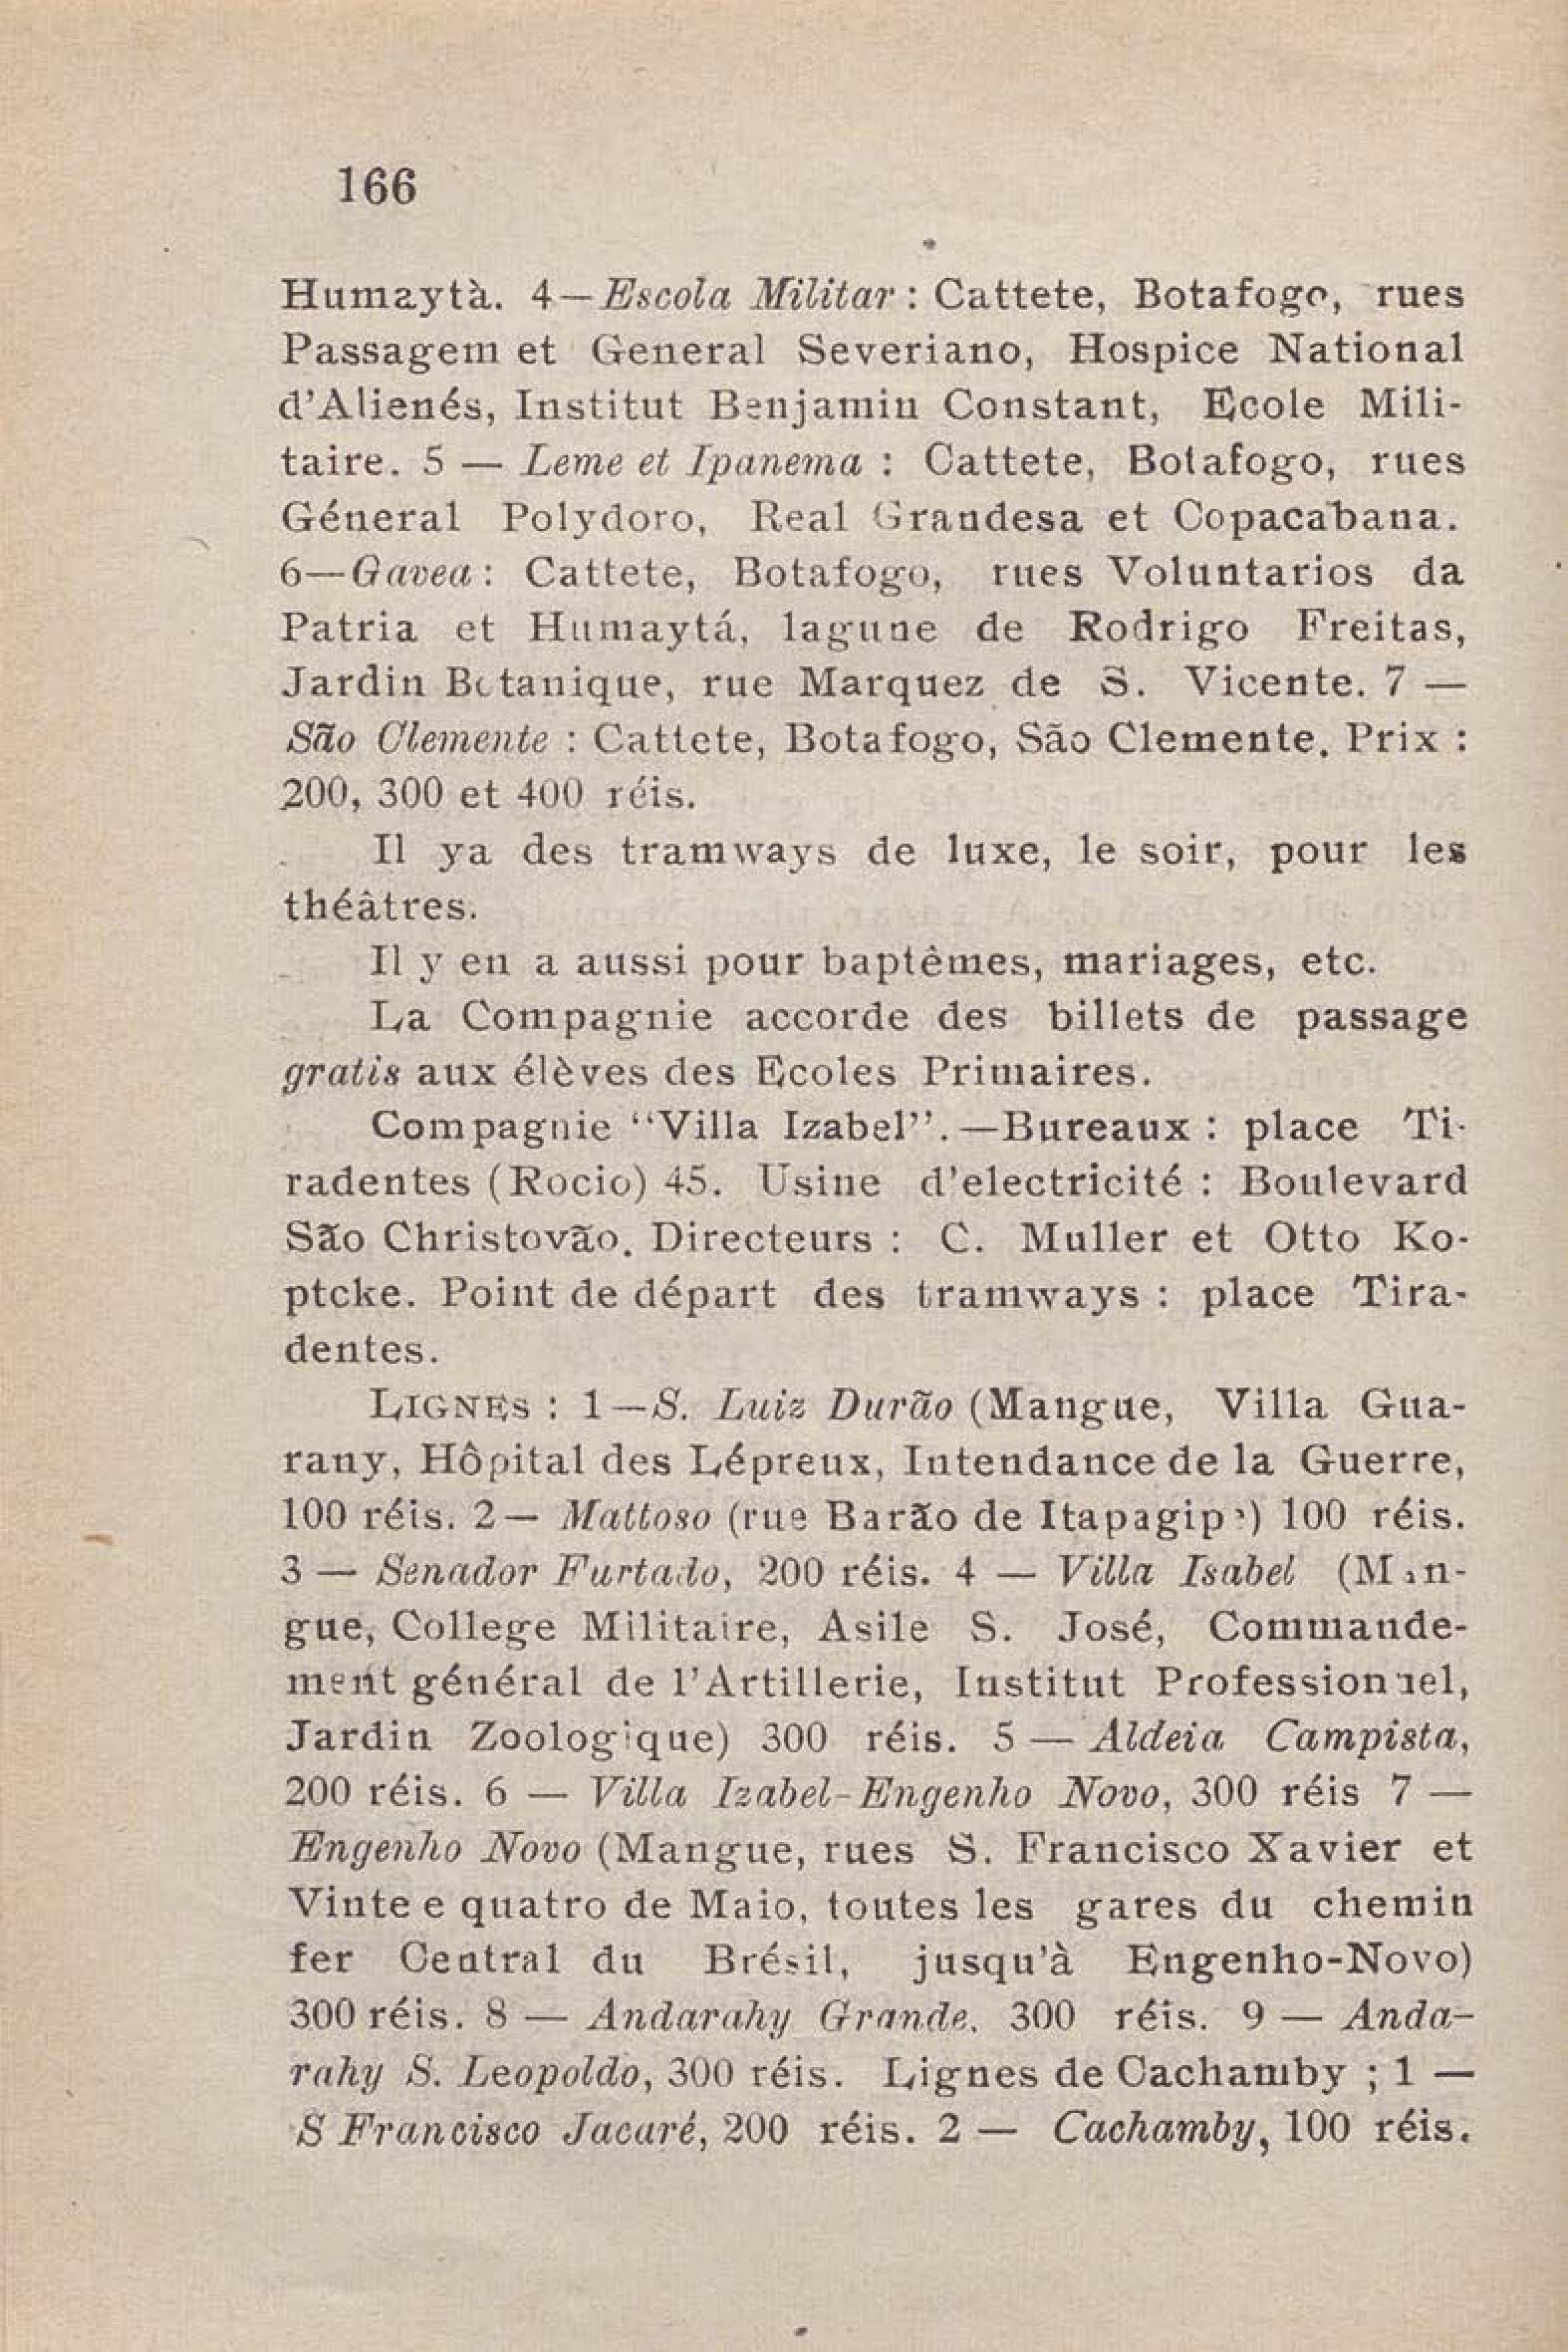 166
Humaytà. 4—Escola Militar : Cattete, Botafogo, rues
Passagem et General Severiano, Hospice National
d'Alienés, Institut Benjamin Constant, Ecole Mili-
taire. 5 — Leme et Ipanema : Cattete, Botafogo, rues
Géneral Polydoro, Real Grandesa et Copacabana.
6—Gavea : Cattete, Botafogo, rues Voluntarios da
Patria et Humaytá, lagune de Rodrigo Freitas,
Jardin Botanique, rue Marquez de S. Vicente. 7 —
São Clemente : Cattete, Botafogo, São Clemente. Prix :
200, 300 et 400 réis.
Il ya des tramways de luxe, le soir, pour les
théâtres.
Il y en a aussi pour baptêmes, mariages, etc.
La Compagnie accorde des billets de passage
gratis aux élèves des Ecoles Primaires.
Compagnie “Villa Izabel”.—Bureaux : place Ti-
radentes (Rocio) 45. Usine d'electricité : Boulevard
São Christovão. Directeurs : C. Muller et Otto Ko-
ptcke. Point de départ des tramways : place Tira-
dentes.
LIGNES : 1—S. Luiz Durão (Mangue, Villa Gua-
rany, Hôpital des Lépreux, Intendance de la Guerre,
100 réis. 2— Mattoso (rue Barão de Itapagipe) 100 réis.
3 — Senador Furtado, 200 réis. 4 — Villa Isabel (Man-
gue, College Militaire, Asile S. José, Commande-
ment général de l'Artillerie, Institut Professionnel,
Jardin Zoologique) 300 réis. 5 — Aldeia Campista,
200 réis. 6 — Villa Izabel-Engenho Novo, 300 réis 7 —
Engenho Novo (Mangue, rues S. Francisco Xavier et
Vinte e quatro de Maio, toutes les gares du chemin
fer Central du Brésil, jusqu'à Engenho-Novo)
300 réis. 8 — Andarahy Grande. 300 réis. 9 — Anda-
rahy S. Leopoldo, 300 réis. Lignes de Cachamby ; 1 —
S Francisco Jacaré, 200 réis. 2 — Cachamby, 100 réis.